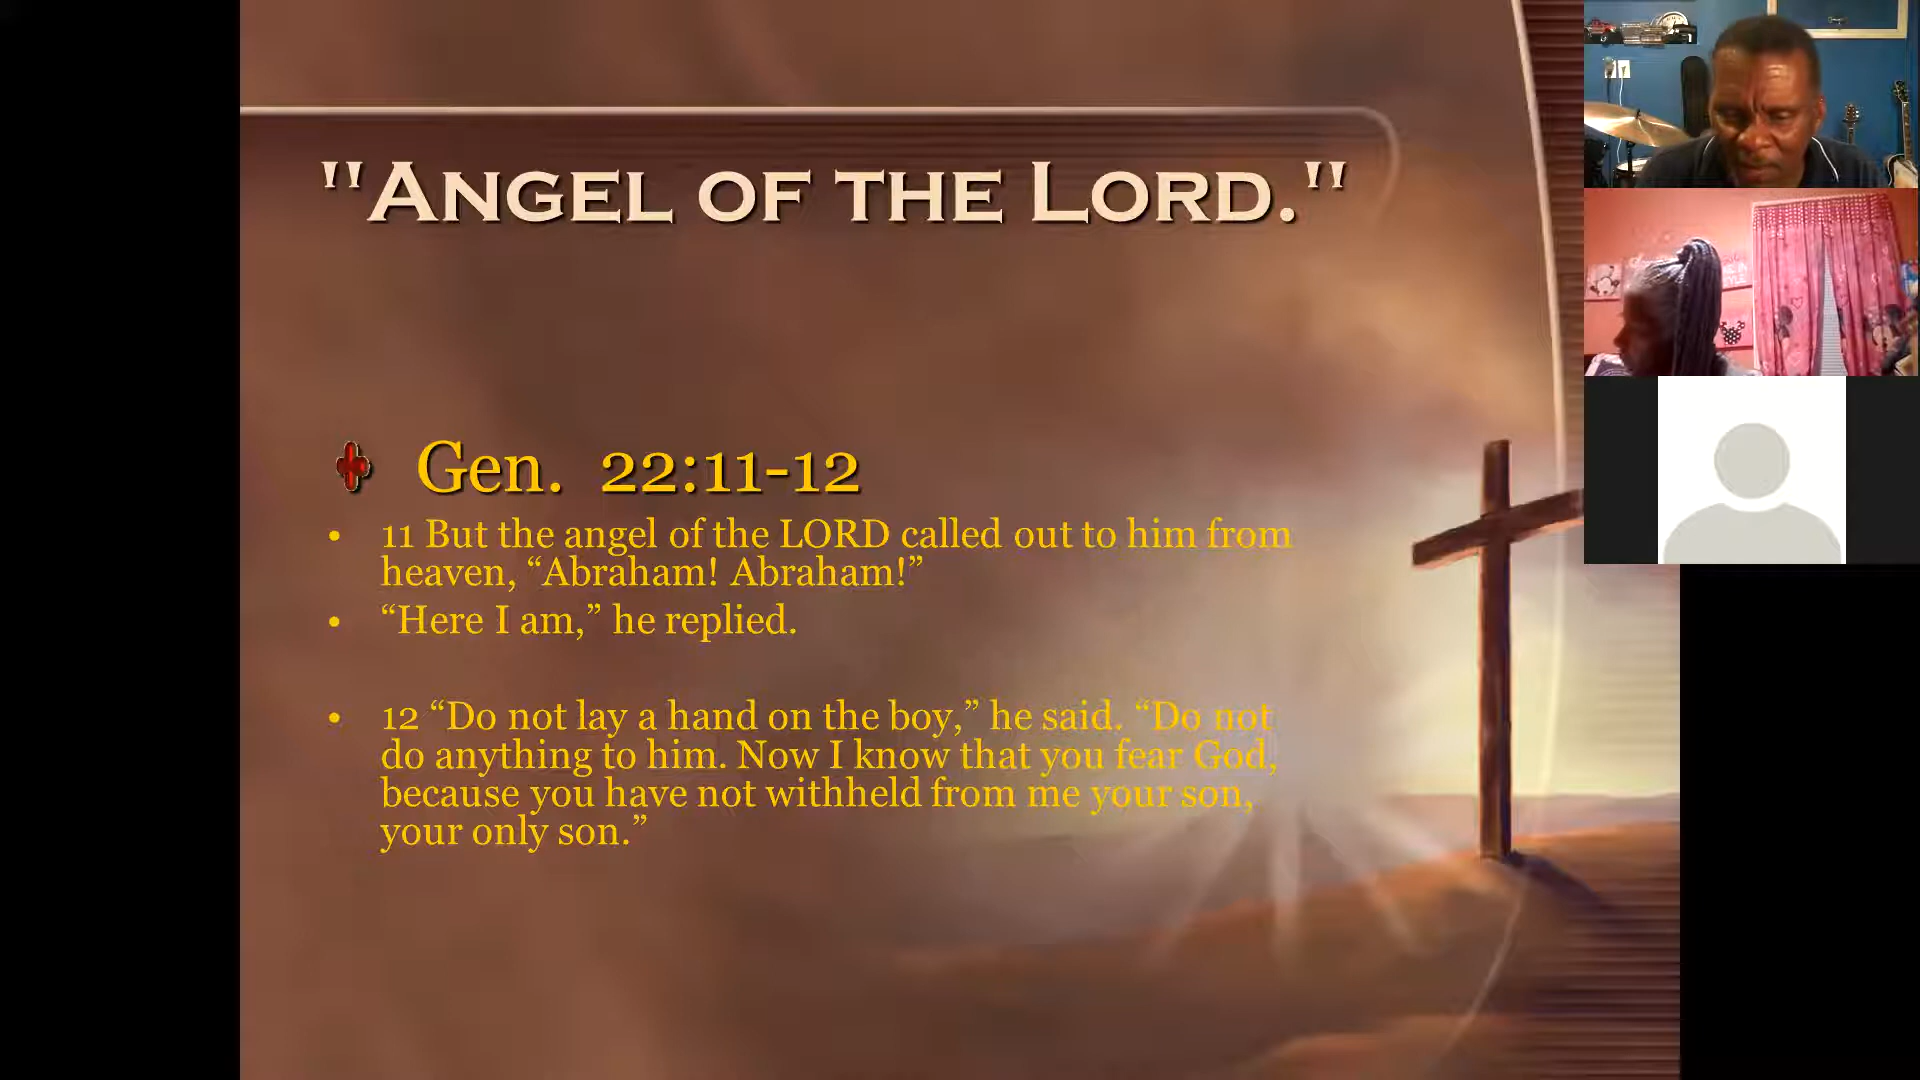 "ANGEL OF THE LORD."
Gen. 22:11-12
• 11 But the angel of the LORD called out to him from
heaven, “Abraham! Abraham!”
• “Here I am,” he replied.
• 12 “Do not lay a hand on the boy,” he said. “Do not
do anything to him. Now I know that you fear God,
because you have not withheld from me your son,
your only son.”